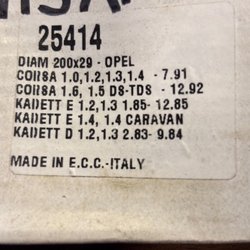 25414
DIAM 200x29 - OPEL
CORSA 1.0,1.2,1.3,1.4 - 7.91
CORSA 1.6, 1.5 DS-TDS - 12.92
KADETT E 1.2,1.3 1.85- 12.85
KADETT E 1.4, 1.4 CARAVAN
KADETT D 1.2,1.3 2.83- 9.84
MADE IN E.C.C.-ITALY